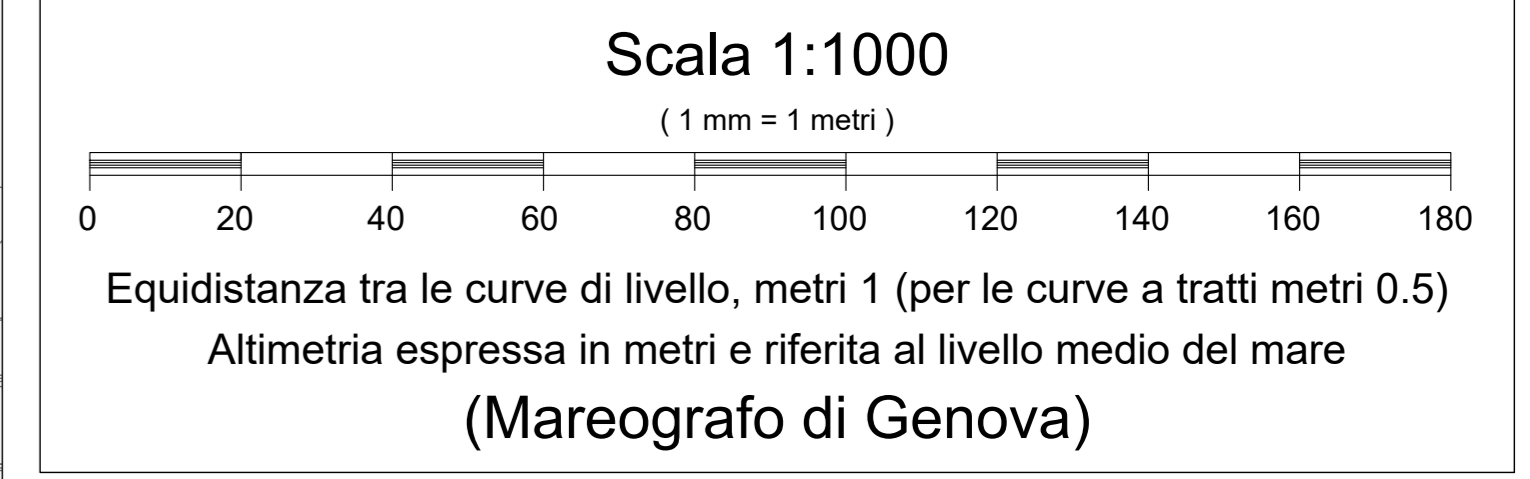 Scala 1:1000
( 1 mm = 1 metri )
0 20 40 60 80 100 120 140 160 180
Equidistanza tra le curve di livello, metri 1 (per le curve a tratti metri 0.5)
Altimetria espressa in metri e riferita al livello medio del mare
(Mareografo di Genova)